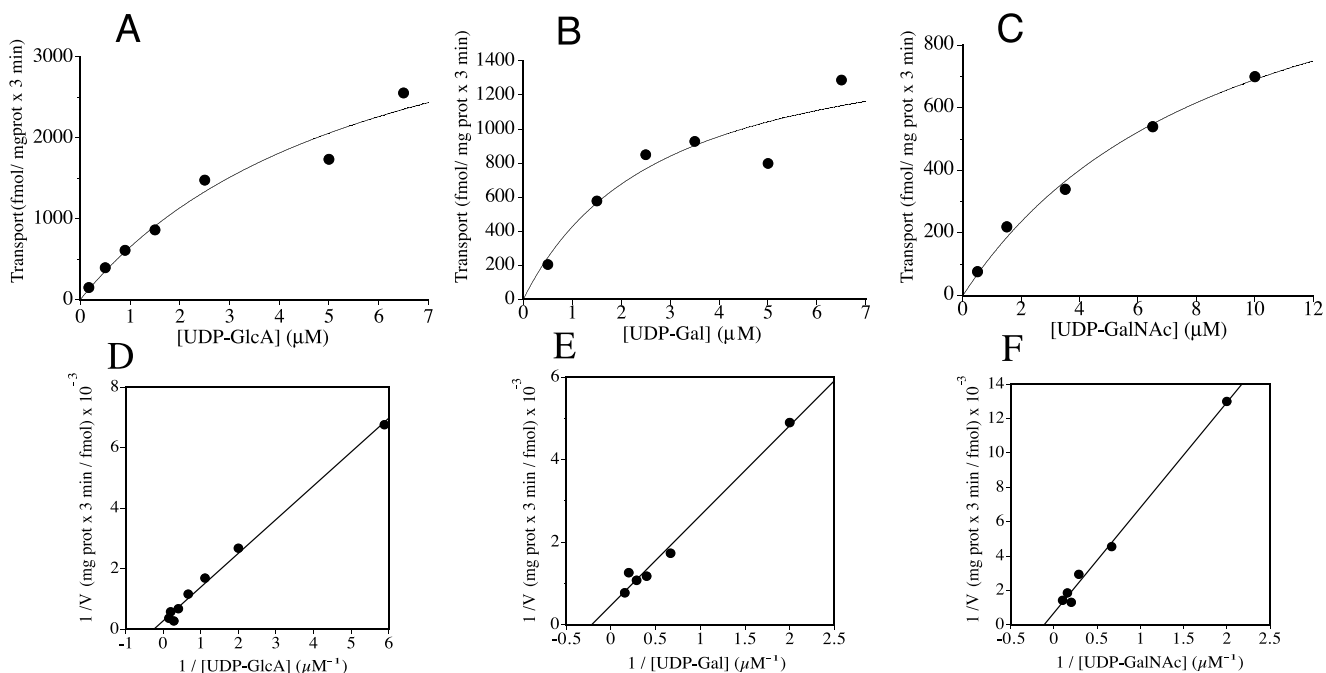 A
Transport(fmol/ mgprot x 3 min)
3000
2000
1000
0
0 1 2 3 4 5 6 7
[UDP-GlcA] (μM)
B
Transport (fmol/ mg prot x 3 min)
1400
1200
1000
800
600
400
200
0
0 1 2 3 4 5 6 7
[UDP-Gal] (μM)
C
Transport (fmol/ mg prot x 3 min)
800
600
400
200
0
0 2 4 6 8 10 12
[UDP-GalNAc] (μM)
D
1 /V (mg prot x 3 min / fmol) x 10⁻³
8
6
4
2
0
-1 0 1 2 3 4 5 6
1 / [UDP-GlcA] (μM⁻¹)
E
1 /V (mg prot x 3 min / fmol) x 10⁻³
6
4
2
0
-0.5 0 0.5 1 1.5 2 2.5
1 / [UDP-Gal] (μM⁻¹)
F
1 /V (mg prot x 3 min / fmol) x 10⁻³
14
12
10
8
6
4
2
0
-0.5 0 0.5 1 1.5 2 2.5
1 / [UDP-GalNAc] (μM⁻¹)